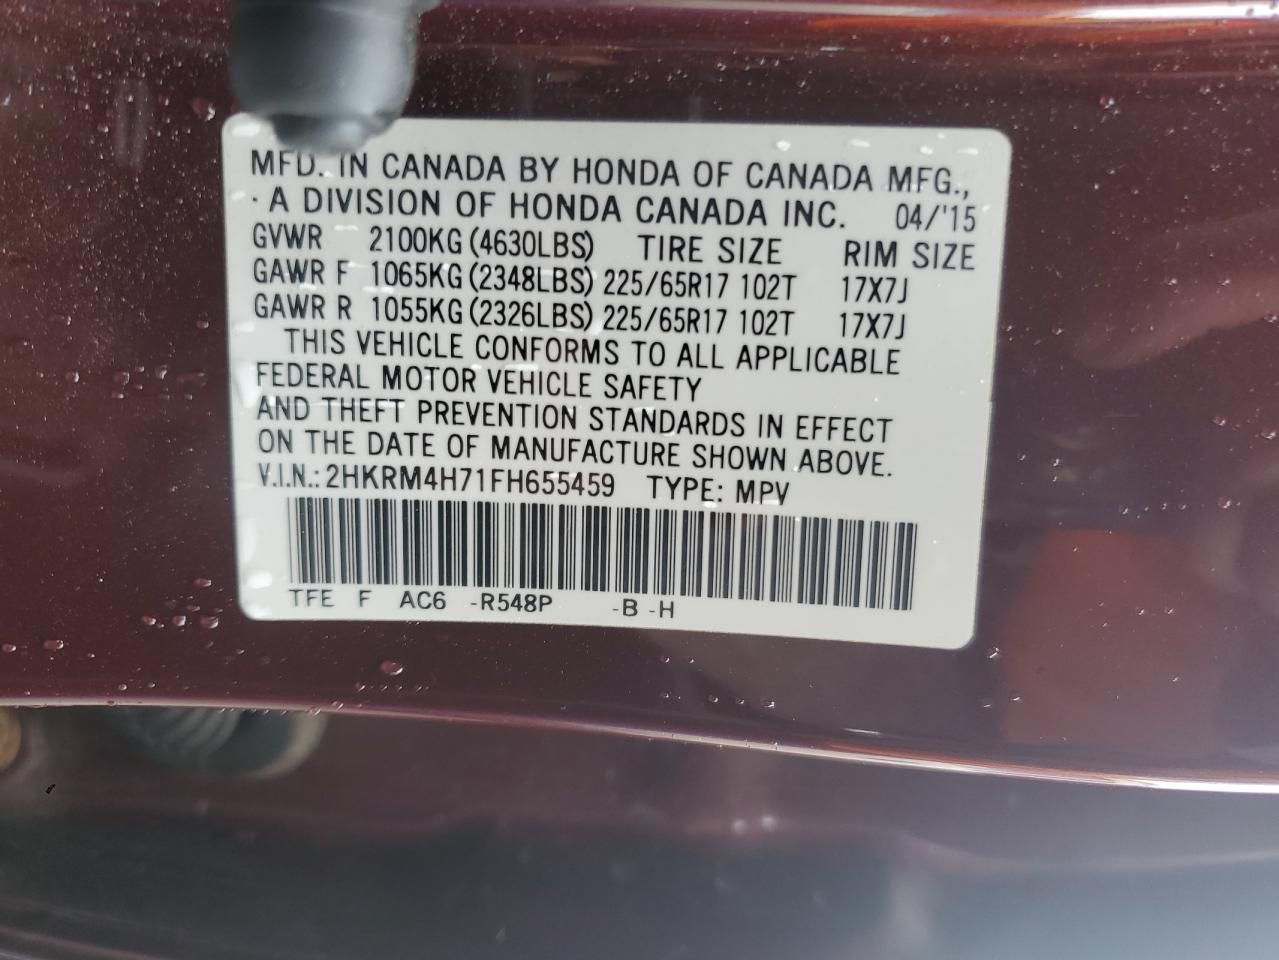 MFD. IN CANADA BY HONDA OF CANADA MFG.,
· A DIVISION OF HONDA CANADA INC. 04/'15
GVWR 2100KG (4630LBS) TIRE SIZE RIM SIZE
GAWR F 1065KG (2348LBS) 225/65R17 102T 17X7J
GAWR R 1055KG (2326LBS) 225/65R17 102T 17X7J
THIS VEHICLE CONFORMS TO ALL APPLICABLE
FEDERAL MOTOR VEHICLE SAFETY
AND THEFT PREVENTION STANDARDS IN EFFECT
ON THE DATE OF MANUFACTURE SHOWN ABOVE.
V.I.N.: 2HKRM4H71FH655459 TYPE: MPV
TFE F AC6 -R548P -B -H